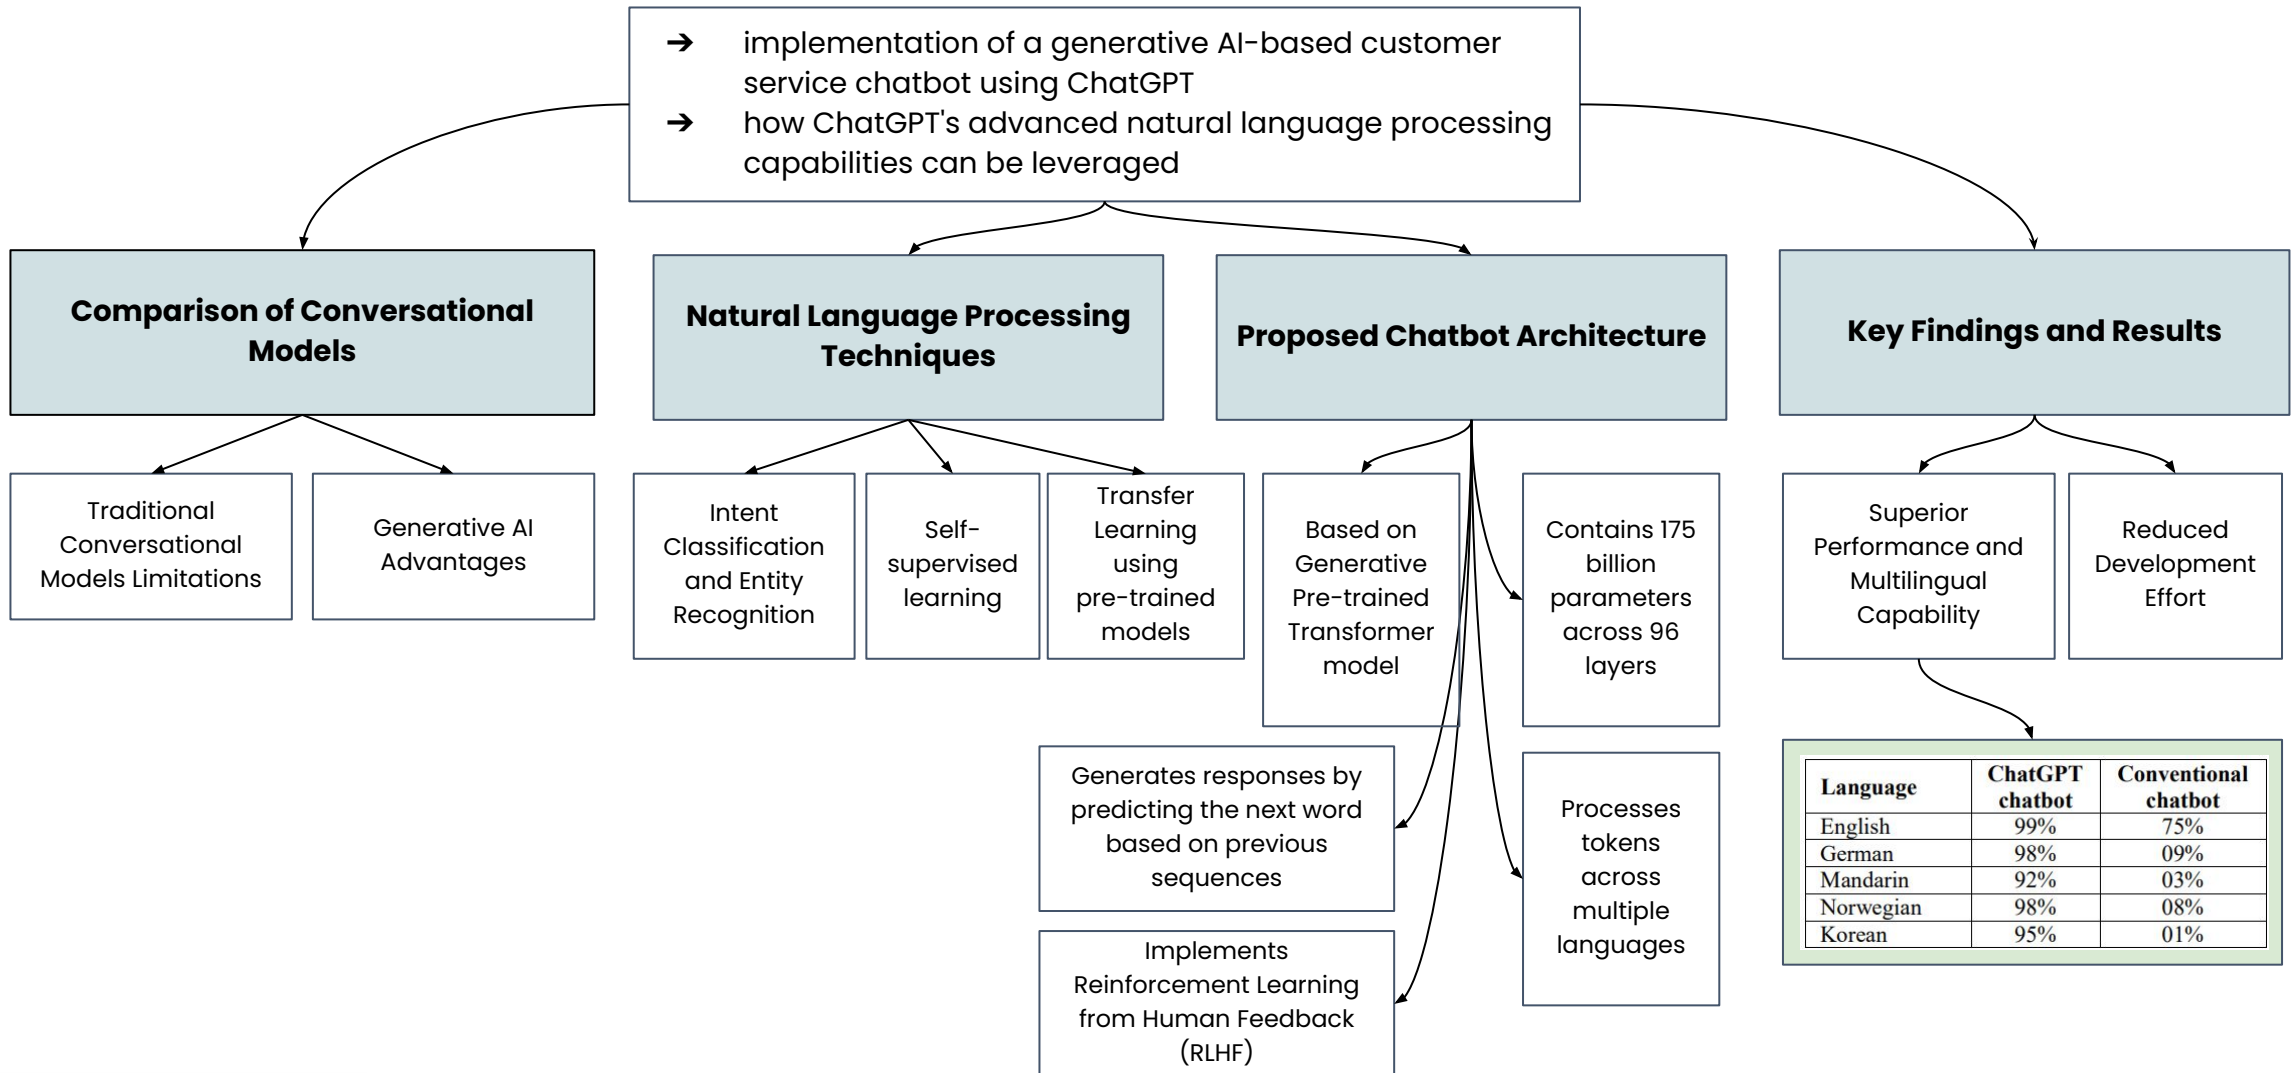 ➔ implementation of a generative AI-based customer
service chatbot using ChatGPT
➔ how ChatGPT's advanced natural language processing
capabilities can be leveraged
Comparison of Conversational
Models
Natural Language Processing
Techniques
Proposed Chatbot Architecture
Key Findings and Results
Traditional
Conversational
Models Limitations
Generative AI
Advantages
Intent
Classification
and Entity
Recognition
Self-
supervised
learning
Transfer
Learning
using
pre-trained
models
Based on
Generative
Pre-trained
Transformer
model
Contains 175
billion
parameters
across 96
layers
Superior
Performance and
Multilingual
Capability
Reduced
Development
Effort
Generates responses by
predicting the next word
based on previous
sequences
Implements
Reinforcement Learning
from Human Feedback
(RLHF)
Processes
tokens
across
multiple
languages
Language ChatGPT chatbot Conventional chatbot
English 99% 75%
German 98% 09%
Mandarin 92% 03%
Norwegian 98% 08%
Korean 95% 01%